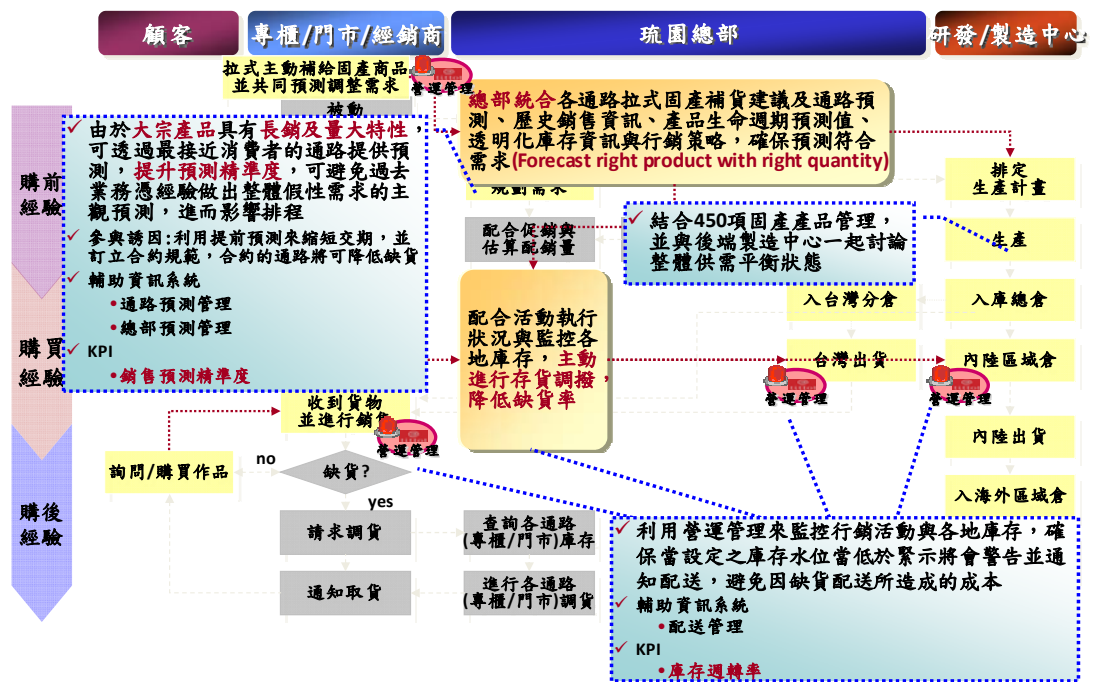 顧客
專櫃/門市/經銷商
琉園總部
研發/製造中心
購前
經驗
購買
經驗
購後
經驗
拉式主動補給固產商品
並共同預測調整需求
營運管理
被動
總部統合各通路拉式固產補貨建議及通路預
測、歷史銷售資訊、產品生命週期預測值、
透明化庫存資訊與行銷策略，確保預測符合
需求(Forecast right product with right quantity)
規劃需求
✓ 由於大宗產品具有長銷及量大特性，
可透過最接近消費者的通路提供預
測，提升預測精準度，可避免過去
業務憑經驗做出整體假性需求的主
觀預測，進而影響排程
✓ 參與誘因:利用提前預測來縮短交期，並
訂立合約規範，合約的通路將可降低缺貨
✓ 輔助資訊系統
•通路預測管理
•總部預測管理
✓ KPI
•銷售預測精準度
配合促銷與
估算配銷量
✓ 結合450項固產產品管理，
並與後端製造中心一起討論
整體供需平衡狀態
排定
生產計畫
生產
入台灣分倉
入庫總倉
台灣出貨
內陸區域倉
營運管理
營運管理
內陸出貨
入海外區域倉
配合活動執行
狀況與監控各
地庫存，主動
進行存貨調撥，
降低缺貨率
收到貨物
並進行銷售
營運管理
詢問/購買作品
no
缺貨?
yes
請求調貨
查詢各通路
(專櫃/門市)庫存
通知取貨
進行各通路
(專櫃/門市)調貨
✓ 利用營運管理來監控行銷活動與各地庫存，確
保當設定之庫存水位當低於緊示將會警告並通
知配送，避免因缺貨配送所造成的成本
✓ 輔助資訊系統
•配送管理
✓ KPI
•庫存週轉率